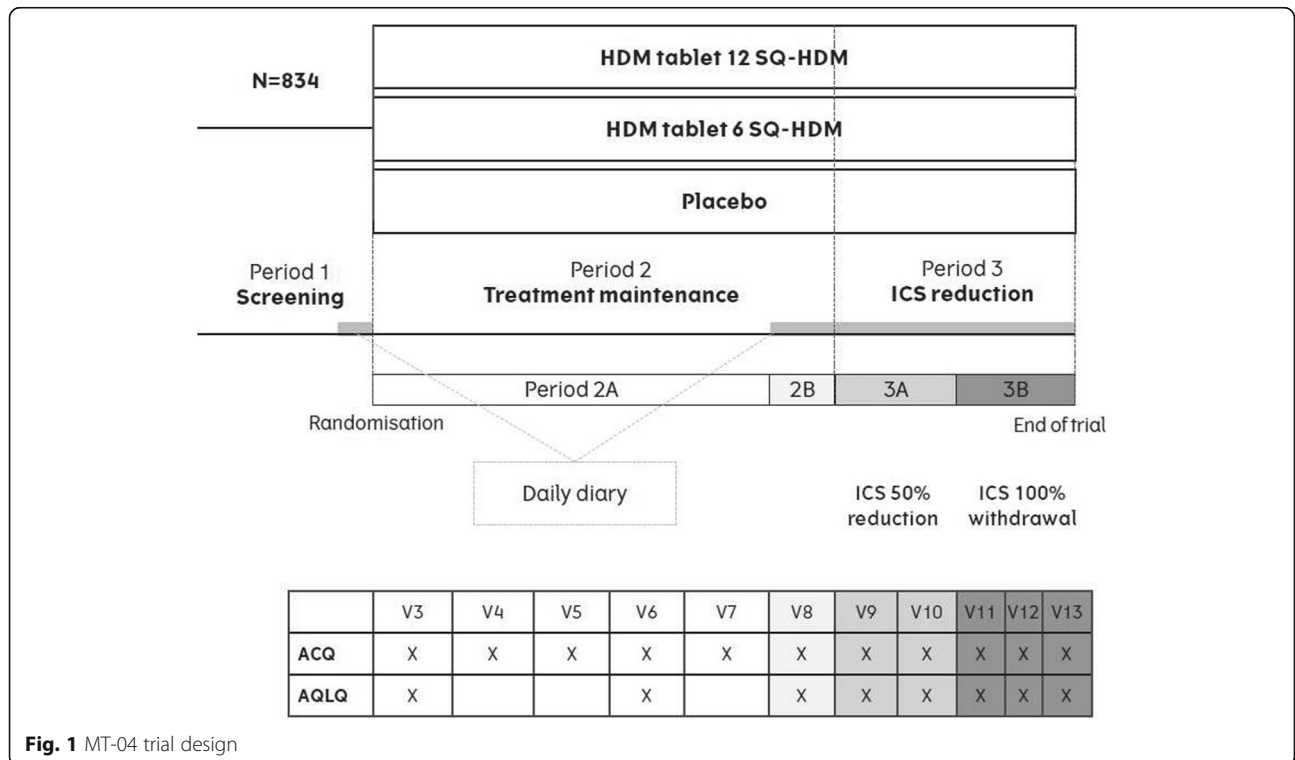 N=834
HDM tablet 12 SQ-HDM
HDM tablet 6 SQ-HDM
Placebo
Period 1
Screening
Period 2
Treatment maintenance
Period 3
ICS reduction
Period 2A
2B
3A
3B
Randomisation
End of trial
Daily diary
ICS 50%
reduction
ICS 100%
withdrawal
V3 V4 V5 V6 V7 V8 V9 V10 V11 V12 V13
ACQ X X X X X X X X X X X
AQLQ X X X X X X X X
Fig. 1 MT-04 trial design